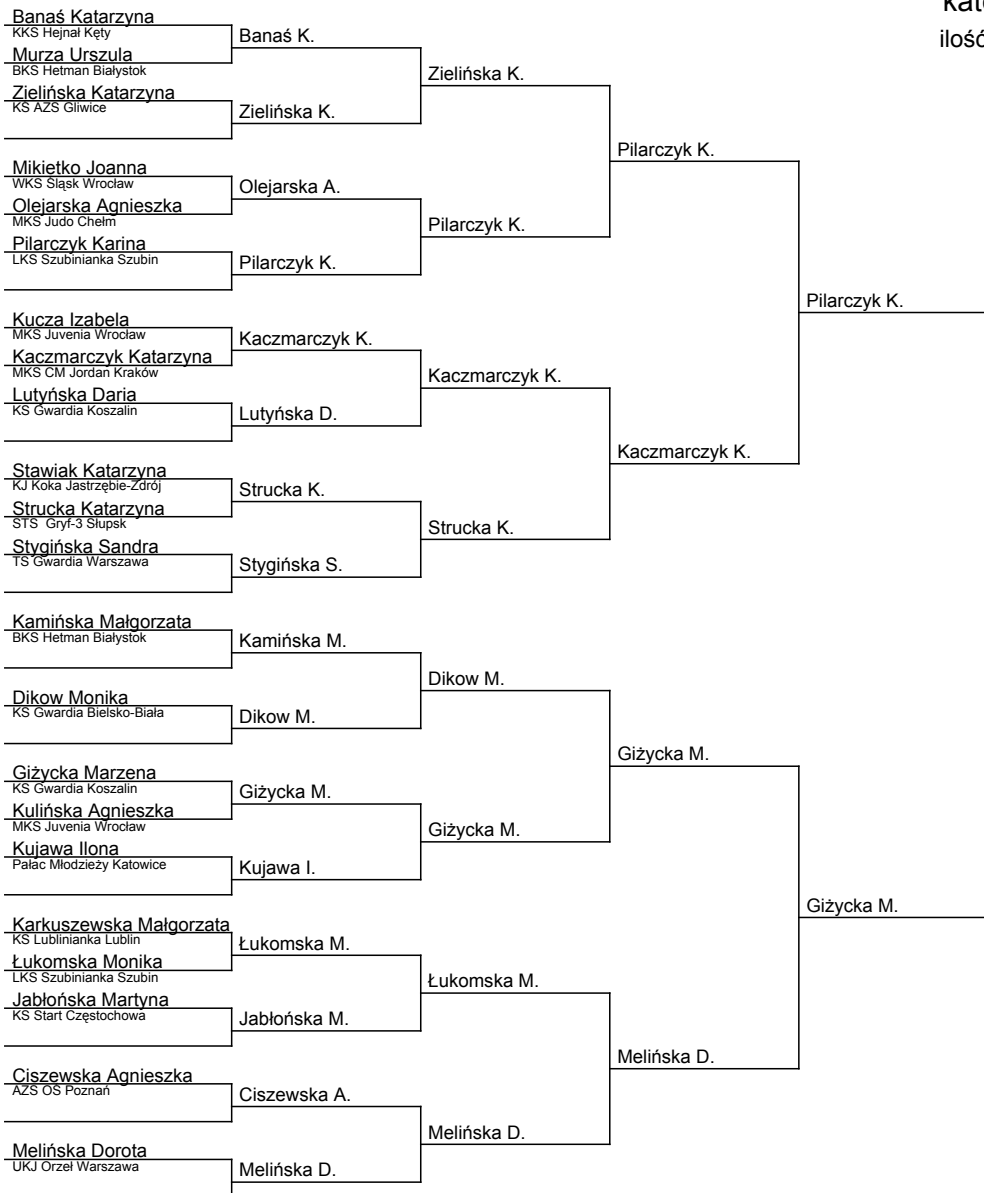 kate
ilość
Banaś Katarzyna
KKS Hejnał Kęty
Murza Urszula
BKS Hetman Białystok
Zielińska Katarzyna
KS AZS Gliwice
Mikietko Joanna
WKS Śląsk Wrocław
Olejarska Agnieszka
MKS Judo Chełm
Pilarczyk Karina
LKS Szubinianka Szubin
Kucza Izabela
MKS Juvenia Wrocław
Kaczmarczyk Katarzyna
MKS CM Jordan Kraków
Lutyńska Daria
KS Gwardia Koszalin
Stawiak Katarzyna
KJ Koka Jastrzębie-Zdrój
Strucka Katarzyna
STS Gryf-3 Słupsk
Stygińska Sandra
TS Gwardia Warszawa
Kamińska Małgorzata
BKS Hetman Białystok
Dikow Monika
KS Gwardia Bielsko-Biała
Giżycka Marzena
KS Gwardia Koszalin
Kulińska Agnieszka
MKS Juvenia Wrocław
Kujawa Ilona
Pałac Młodzieży Katowice
Karkuszewska Małgorzata
KS Lublinianka Lublin
Łukomska Monika
LKS Szubinianka Szubin
Jabłońska Martyna
KS Start Częstochowa
Ciszewska Agnieszka
AZS OŚ Poznań
Melińska Dorota
UKJ Orzeł Warszawa
Banaś K.
Zielińska K.
Olejarska A.
Pilarczyk K.
Kaczmarczyk K.
Lutyńska D.
Strucka K.
Stygińska S.
Kamińska M.
Dikow M.
Giżycka M.
Kujawa I.
Łukomska M.
Jabłońska M.
Ciszewska A.
Melińska D.
Zielińska K.
Pilarczyk K.
Kaczmarczyk K.
Strucka K.
Dikow M.
Giżycka M.
Łukomska M.
Melińska D.
Pilarczyk K.
Kaczmarczyk K.
Giżycka M.
Melińska D.
Pilarczyk K.
Giżycka M.